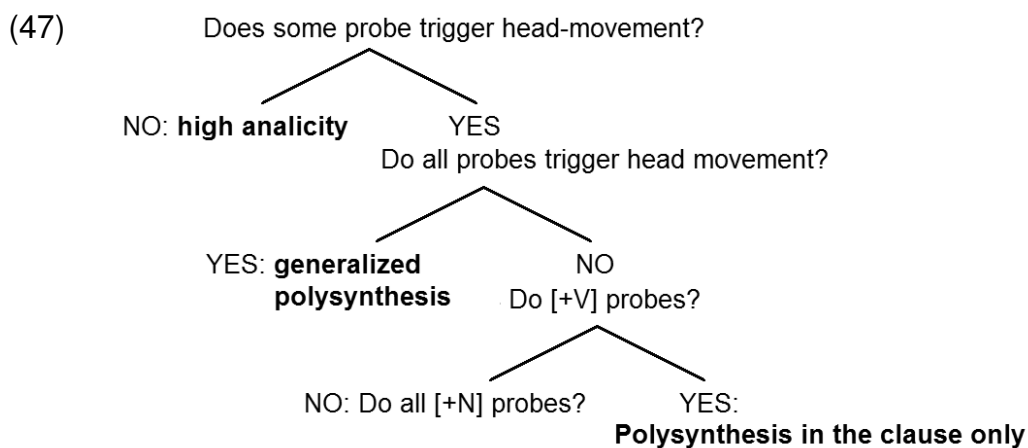 (47) Does some probe trigger head-movement?
NO: high analicity YES
Do all probes trigger head movement?
YES: generalized NO
polysynthesis Do [+V] probes?
NO: Do all [+N] probes? YES:
Polysynthesis in the clause only